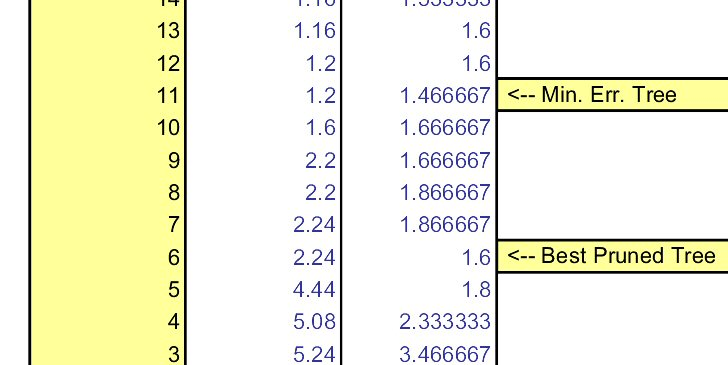 13 1.16 1.6
12 1.2 1.6
11 1.2 1.466667 <-- Min. Err. Tree
10 1.6 1.666667
9 2.2 1.666667
8 2.2 1.866667
7 2.24 1.866667
6 2.24 1.6 <-- Best Pruned Tree
5 4.44 1.8
4 5.08 2.333333
3 5.24 3.466667